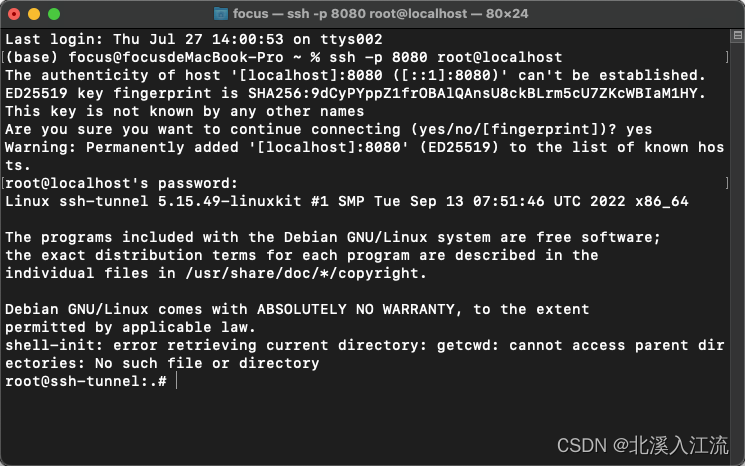 focus — ssh -p 8080 root@localhost — 80×24
Last login: Thu Jul 27 14:00:53 on ttys002
[(base) focus@focusdeMacBook-Pro ~ % ssh -p 8080 root@localhost ]
The authenticity of host '[localhost]:8080 ([::1]:8080)' can't be established.
ED25519 key fingerprint is SHA256:9dCyPYppZ1frOBAlQAnsU8ckBLrm5cU7ZKcWBIaM1HY.
This key is not known by any other names
Are you sure you want to continue connecting (yes/no/[fingerprint])? yes
Warning: Permanently added '[localhost]:8080' (ED25519) to the list of known hos
ts.
[root@localhost's password: ]
Linux ssh-tunnel 5.15.49-linuxkit #1 SMP Tue Sep 13 07:51:46 UTC 2022 x86_64
The programs included with the Debian GNU/Linux system are free software;
the exact distribution terms for each program are described in the
individual files in /usr/share/doc/*/copyright.
Debian GNU/Linux comes with ABSOLUTELY NO WARRANTY, to the extent
permitted by applicable law.
shell-init: error retrieving current directory: getcwd: cannot access parent dir
ectories: No such file or directory
root@ssh-tunnel:.#
CSDN @北溪入江流